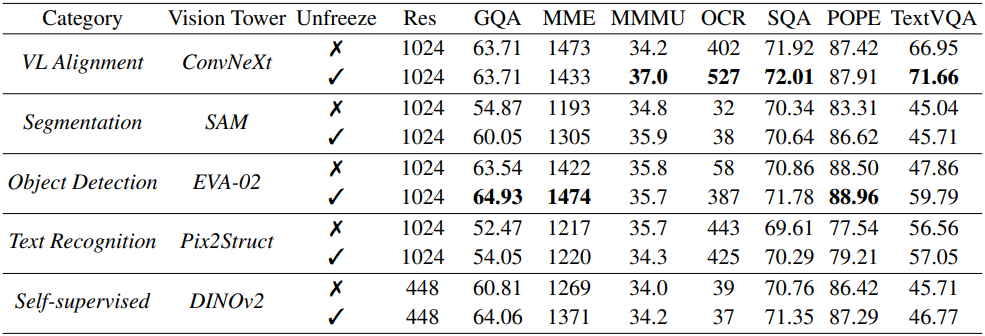 Category Vision Tower Unfreeze Res GQA MME MMMU OCR SQA POPE TextVQA
VL Alignment ConvNeXt ✗ 1024 63.71 1473 34.2 402 71.92 87.42 66.95
✓ 1024 63.71 1433 37.0 527 72.01 87.91 71.66
Segmentation SAM ✗ 1024 54.87 1193 34.8 32 70.34 83.31 45.04
✓ 1024 60.05 1305 35.9 38 70.64 86.62 45.71
Object Detection EVA-02 ✗ 1024 63.54 1422 35.8 58 70.86 88.50 47.86
✓ 1024 64.93 1474 35.7 387 71.78 88.96 59.79
Text Recognition Pix2Struct ✗ 1024 52.47 1217 35.7 443 69.61 77.54 56.56
✓ 1024 54.05 1220 34.3 425 70.29 79.21 57.05
Self-supervised DINOv2 ✗ 448 60.81 1269 34.0 39 70.76 86.42 45.71
✓ 448 64.06 1371 34.2 37 71.35 87.29 46.77